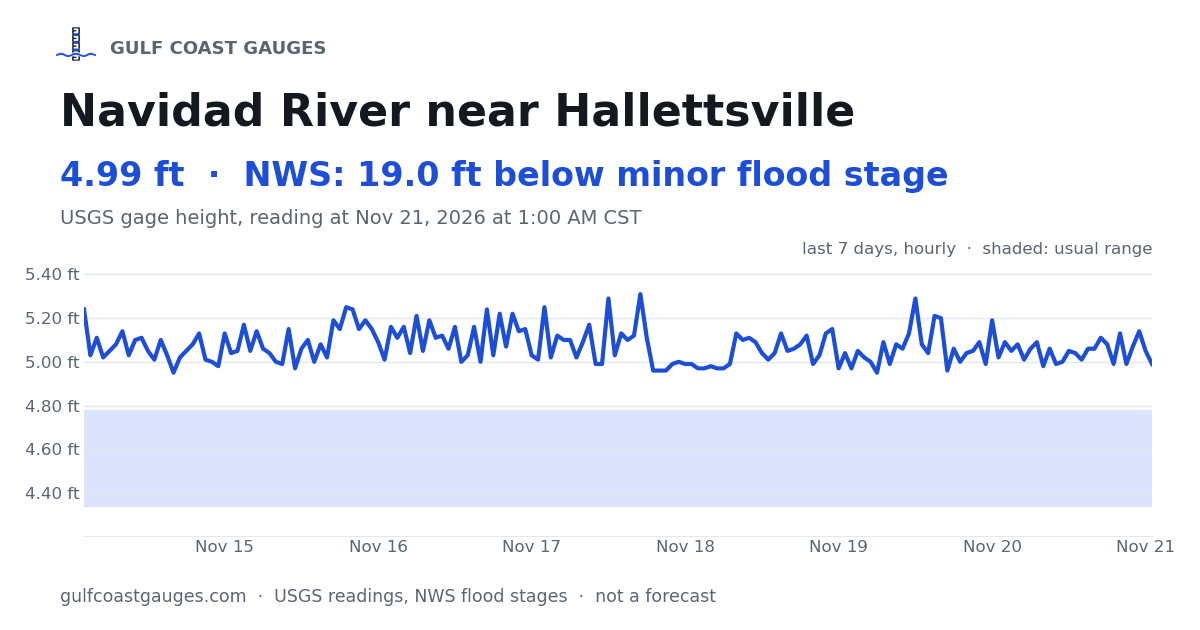 GULF COAST GAUGES
Navidad River near Hallettsville
4.99 ft · NWS: 19.0 ft below minor flood stage
USGS gage height, reading at Nov 21, 2026 at 1:00 AM CST
last 7 days, hourly · shaded: usual range
5.40 ft
5.20 ft
5.00 ft
4.80 ft
4.60 ft
4.40 ft
Nov 15 Nov 16 Nov 17 Nov 18 Nov 19 Nov 20 Nov 21
gulfcoastgauges.com · USGS readings, NWS flood stages · not a forecast